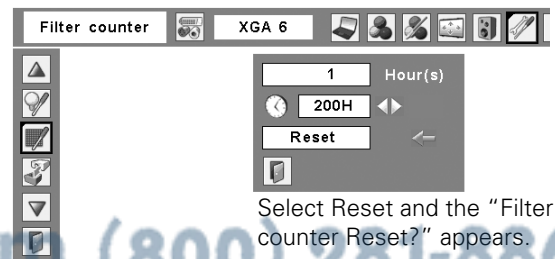 Filter counter
XGA 6
1 Hour(s)
200H
Reset
Select Reset and the “Filter
counter Reset?” appears.